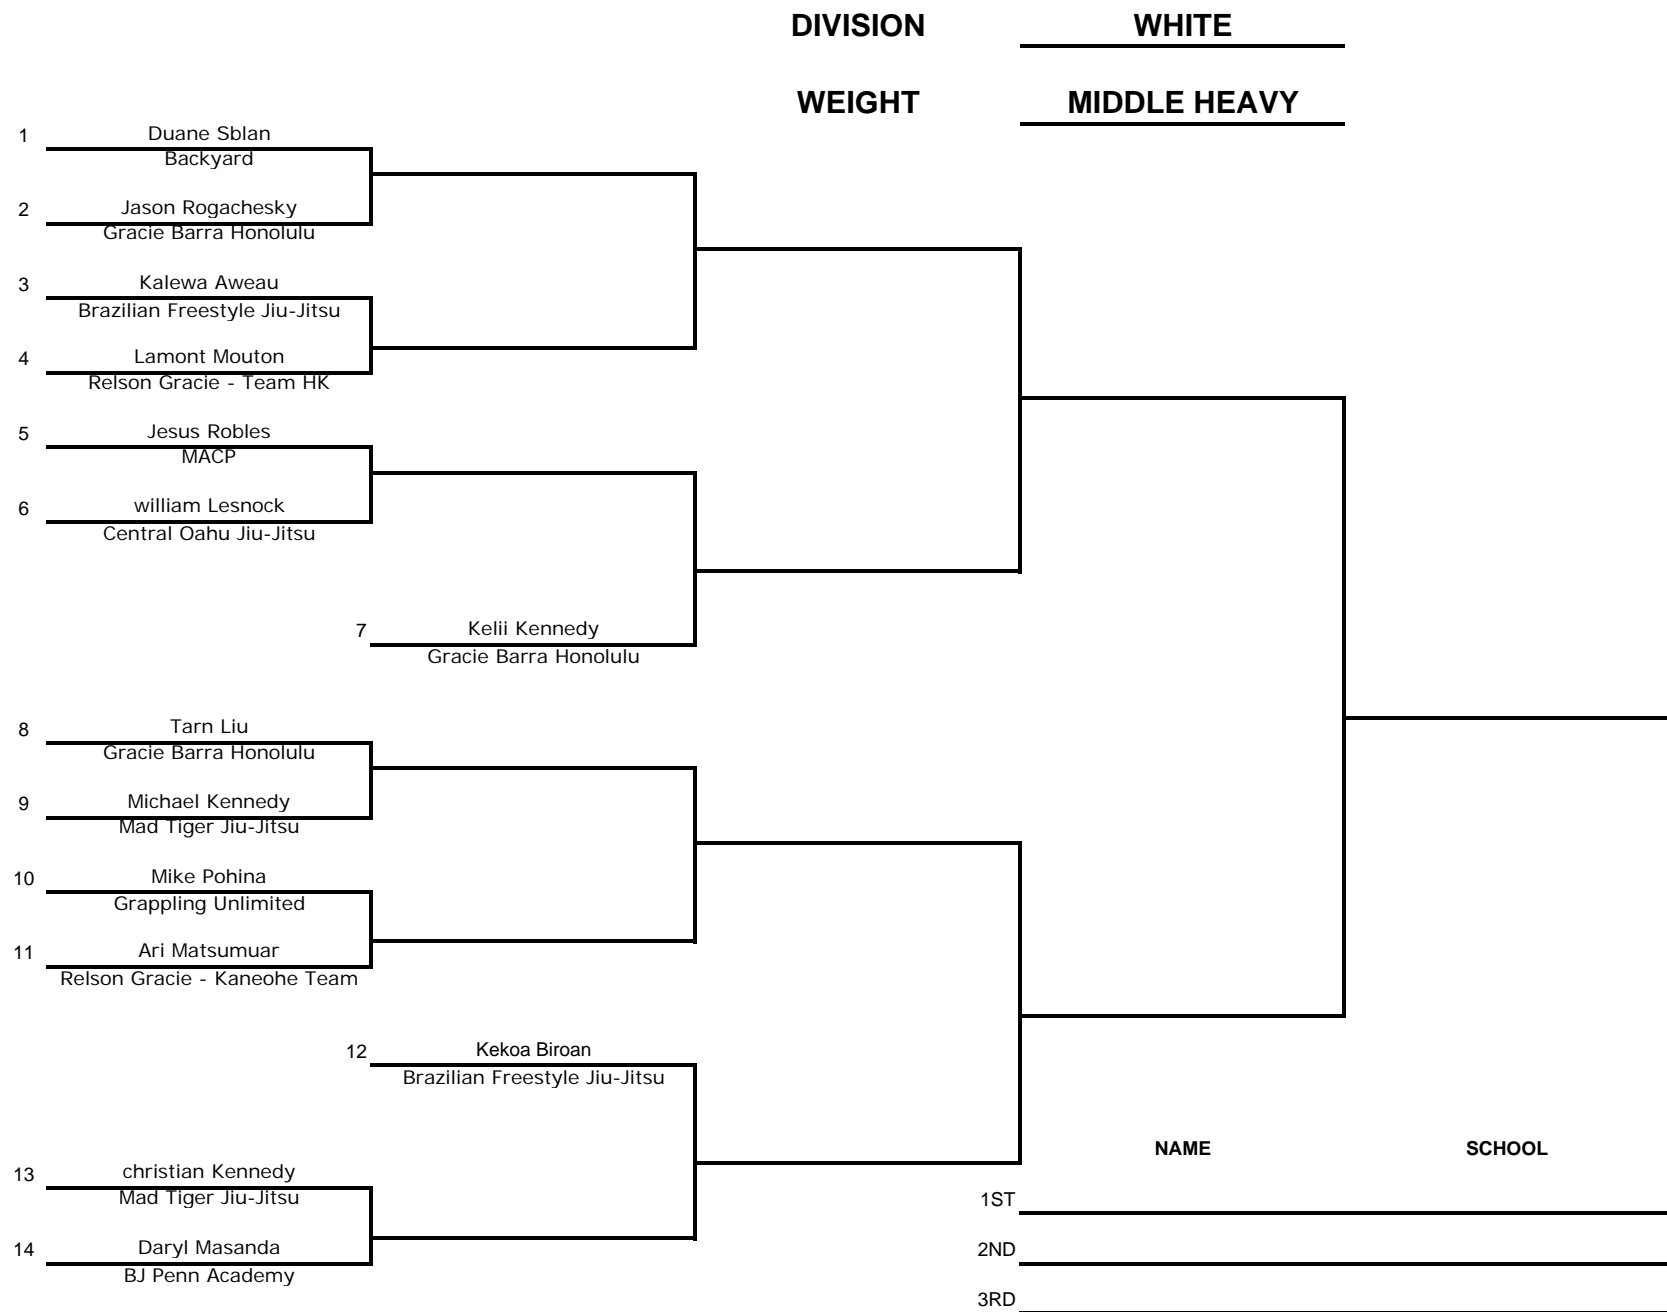 DIVISION WHITE
WEIGHT MIDDLE HEAVY
1 Duane Sblan
Backyard
2 Jason Rogachesky
Gracie Barra Honolulu
3 Kalewa Aweau
Brazilian Freestyle Jiu-Jitsu
4 Lamont Mouton
Relson Gracie - Team HK
5 Jesus Robles
MACP
6 william Lesnock
Central Oahu Jiu-Jitsu
7 Kelii Kennedy
Gracie Barra Honolulu
8 Tarn Liu
Gracie Barra Honolulu
9 Michael Kennedy
Mad Tiger Jiu-Jitsu
10 Mike Pohina
Grappling Unlimited
11 Ari Matsumuar
Relson Gracie - Kaneohe Team
12 Kekoa Biroan
Brazilian Freestyle Jiu-Jitsu
13 christian Kennedy
Mad Tiger Jiu-Jitsu
14 Daryl Masanda
BJ Penn Academy
NAME SCHOOL
1ST
2ND
3RD